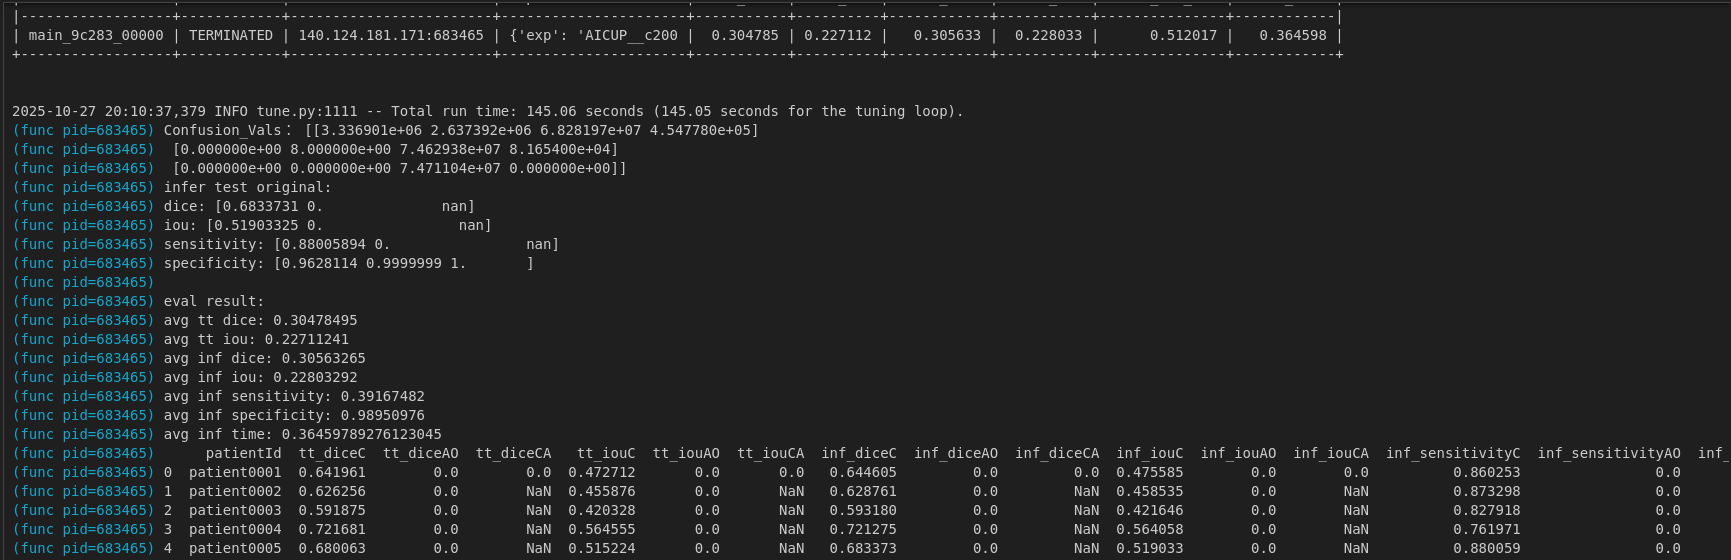 |------------------+------------+------------------------+----------------------+------------+----------+------------+------------+----------------+------------|
| main_9c283_00000 | TERMINATED | 140.124.181.171:683465 | {'exp': 'AICUP__c200 |   0.304785 | 0.227112 |   0.305633 |   0.228033 |       0.512017 |   0.364598 |
+------------------+------------+------------------------+----------------------+------------+----------+------------+------------+----------------+------------+
2025-10-27 20:10:37,379 INFO tune.py:1111 -- Total run time: 145.06 seconds (145.05 seconds for the tuning loop).
(func pid=683465) Confusion_Vals： [[3.336901e+06 2.637392e+06 6.828197e+07 4.547780e+05]
(func pid=683465)  [0.000000e+00 8.000000e+00 7.462938e+07 8.165400e+04]
(func pid=683465)  [0.000000e+00 0.000000e+00 7.471104e+07 0.000000e+00]]
(func pid=683465) infer test original:
(func pid=683465) dice: [0.6833731 0.              nan]
(func pid=683465) iou: [0.51903325 0.                nan]
(func pid=683465) sensitivity: [0.88005894 0.                nan]
(func pid=683465) specificity: [0.9628114 0.9999999 1.       ]
(func pid=683465)
(func pid=683465) eval result:
(func pid=683465) avg tt dice: 0.30478495
(func pid=683465) avg tt iou: 0.22711241
(func pid=683465) avg inf dice: 0.30563265
(func pid=683465) avg inf iou: 0.22803292
(func pid=683465) avg inf sensitivity: 0.39167482
(func pid=683465) avg inf specificity: 0.98950976
(func pid=683465) avg inf time: 0.36459789276123045
(func pid=683465)      patientId  tt_diceC  tt_diceAO  tt_diceCA   tt_iouC  tt_iouAO  tt_iouCA  inf_diceC  inf_diceAO  inf_diceCA  inf_iouC  inf_iouAO  inf_iouCA  inf_sensitivityC  inf_sensitivityAO  inf_
(func pid=683465) 0  patient0001  0.641961        0.0        0.0  0.472712       0.0       0.0   0.644605         0.0         0.0  0.475585        0.0        0.0          0.860253                0.0
(func pid=683465) 1  patient0002  0.626256        0.0        NaN  0.455876       0.0       NaN   0.628761         0.0         NaN  0.458535        0.0        NaN          0.873298                0.0
(func pid=683465) 2  patient0003  0.591875        0.0        NaN  0.420328       0.0       NaN   0.593180         0.0         NaN  0.421646        0.0        NaN          0.827918                0.0
(func pid=683465) 3  patient0004  0.721681        0.0        NaN  0.564555       0.0       NaN   0.721275         0.0         NaN  0.564058        0.0        NaN          0.761971                0.0
(func pid=683465) 4  patient0005  0.680063        0.0        NaN  0.515224       0.0       NaN   0.683373         0.0         NaN  0.519033        0.0        NaN          0.880059                0.0